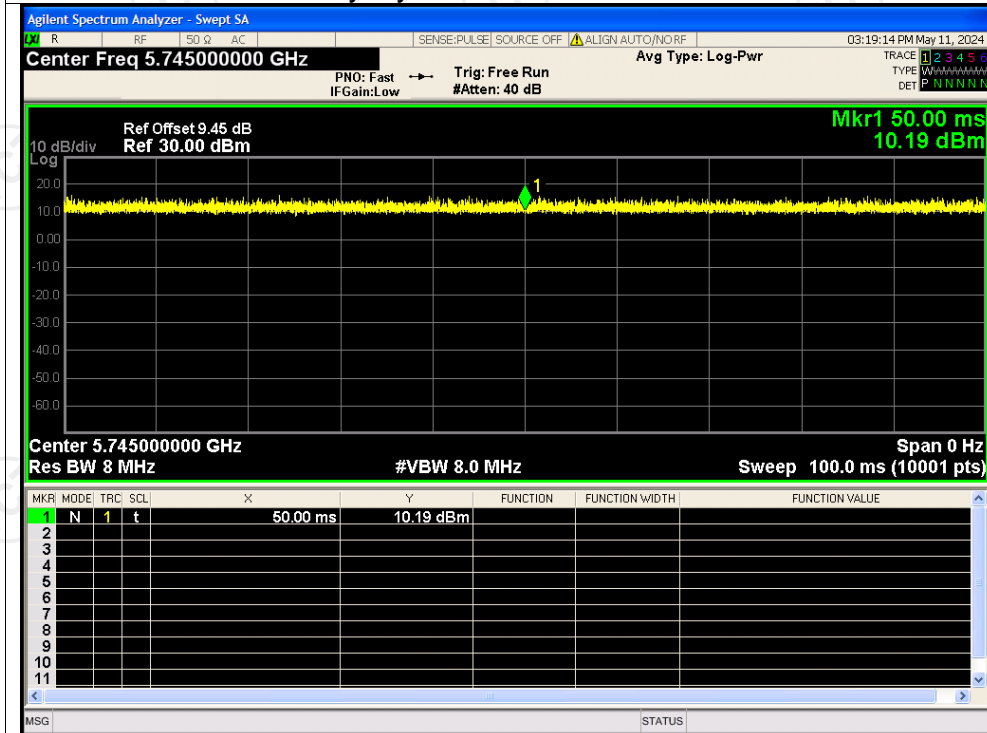 Agilent Spectrum Analyzer - Swept SA
LXI R RF 50 Ω AC SENSE:PULSE SOURCE OFF ALIGN AUTO/NO RF 03:19:14 PM May 11, 2024
Center Freq 5.745000000 GHz Avg Type: Log-Pwr TRACE 1 2 3 4 5 6
PNO: Fast Trig: Free Run TYPE
IFGain:Low #Atten: 40 dB DET P N N N N N
Mkr1 50.00 ms
Ref Offset 9.45 dB
10 dB/div Ref 30.00 dBm 10.19 dBm
Log
20.0
1
10.0
0.00
-10.0
-20.0
-30.0
-40.0
-50.0
-60.0
Center 5.745000000 GHz Span 0 Hz
Res BW 8 MHz #VBW 8.0 MHz Sweep 100.0 ms (10001 pts)
MKR MODE TRC SCL X Y FUNCTION FUNCTION WIDTH FUNCTION VALUE
1 N 1 t 50.00 ms 10.19 dBm
2
3
4
5
6
7
8
9
10
11
MSG STATUS